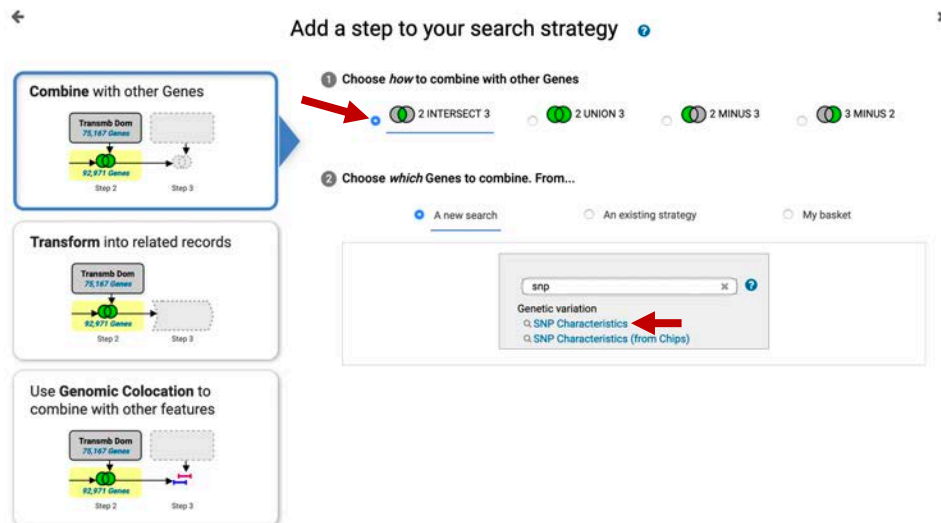 Add a step to your search strategy ?
Combine with other Genes
Transmb Dom
75,167 Genes
92,971 Genes
Step 2 Step 3
Transform into related records
Transmb Dom
75,167 Genes
92,971 Genes
Step 2 Step 3
Use Genomic Colocation to
combine with other features
Transmb Dom
75,167 Genes
92,971 Genes
Step 2 Step 3
1 Choose how to combine with other Genes
2 INTERSECT 3 2 UNION 3 2 MINUS 3 3 MINUS 2
2 Choose which Genes to combine. From...
A new search An existing strategy My basket
snp ?
Genetic variation
SNP Characteristics
SNP Characteristics (from Chips)